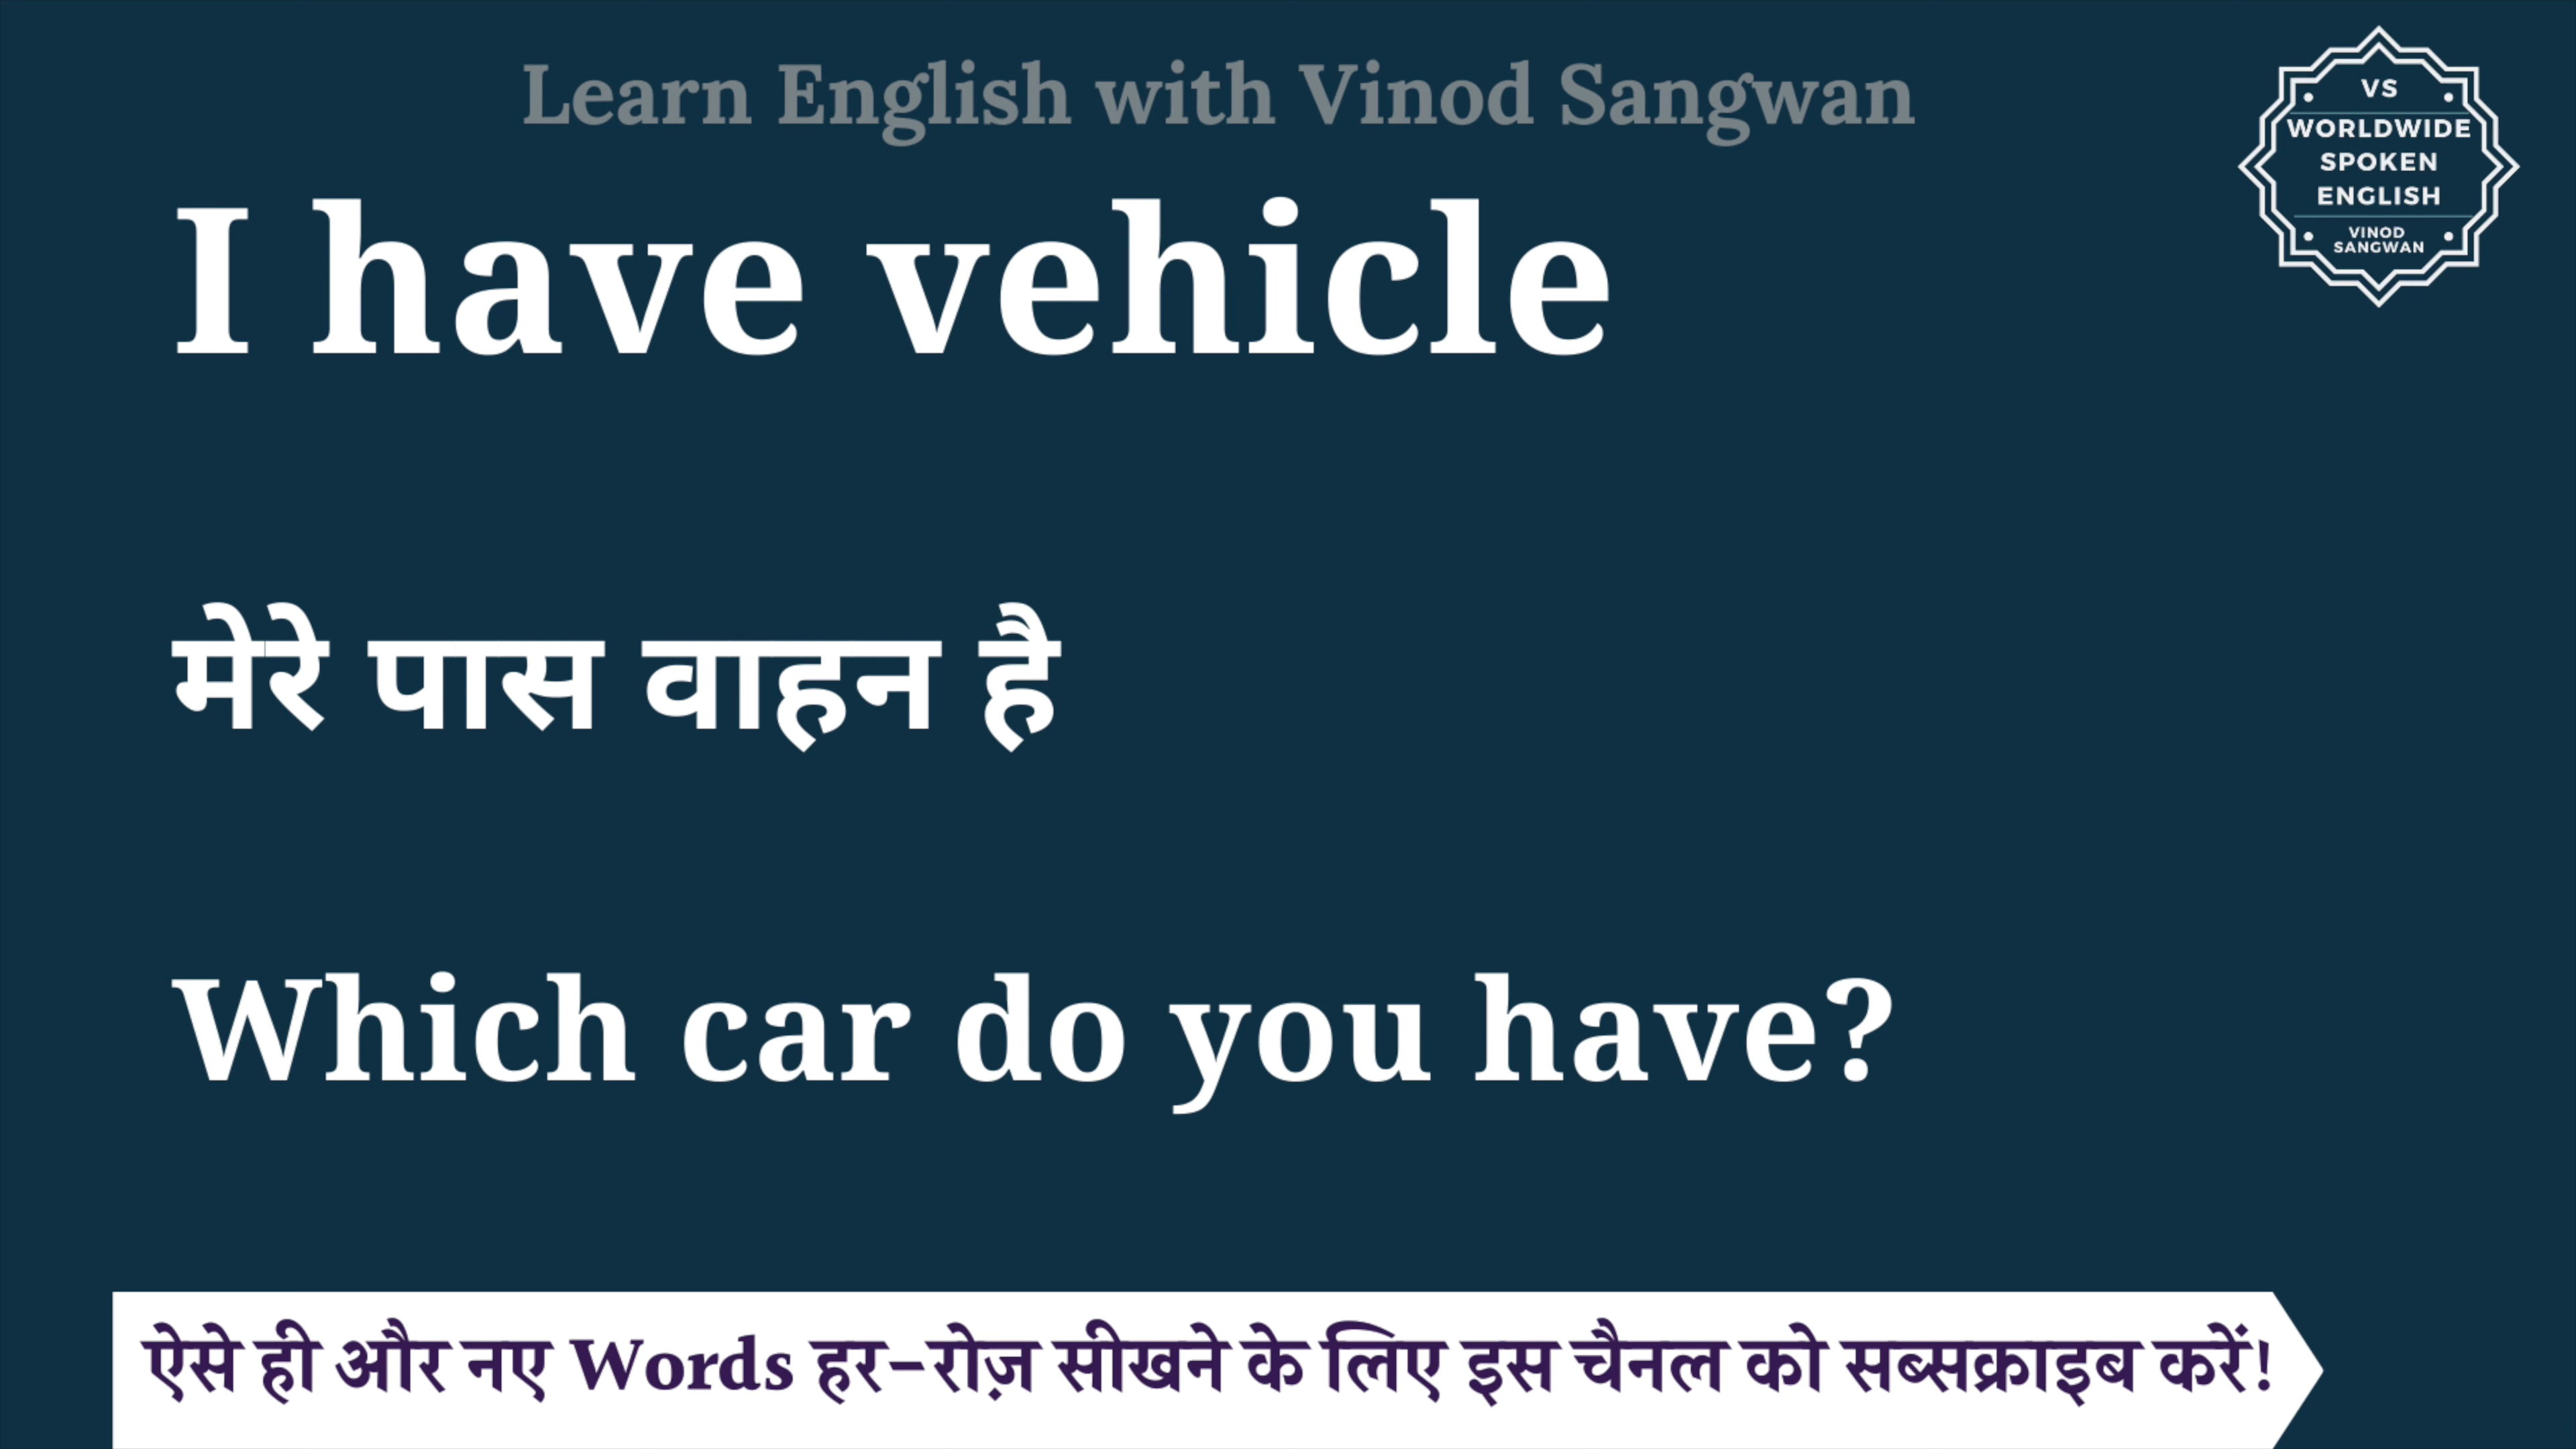 Learn English with Vinod Sangwan
VS
WORLDWIDE
SPOKEN
ENGLISH
VINOD
SANGWAN
I have vehicle
मेरे पास वाहन है
Which car do you have?
ऐसे ही और नए Words हर-रोज़ सीखने के लिए इस चैनल को सब्सक्राइब करें!